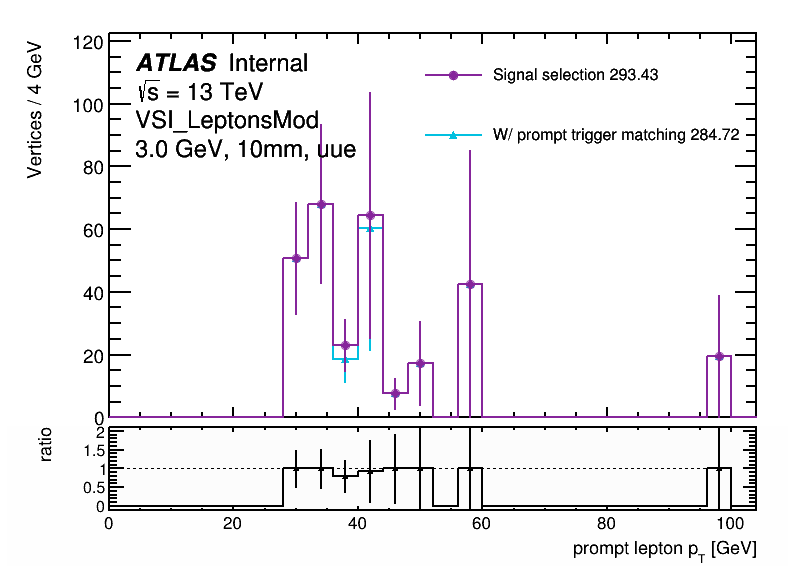 ATLAS Internal
√s = 13 TeV
VSI_LeptonsMod
3.0 GeV, 10mm, uue
Signal selection 293.43
W/ prompt trigger matching 284.72
Vertices / 4 GeV
120
100
80
60
40
20
0
ratio
2
1.5
1
0.5
0
0 20 40 60 80 100
prompt lepton p_T [GeV]